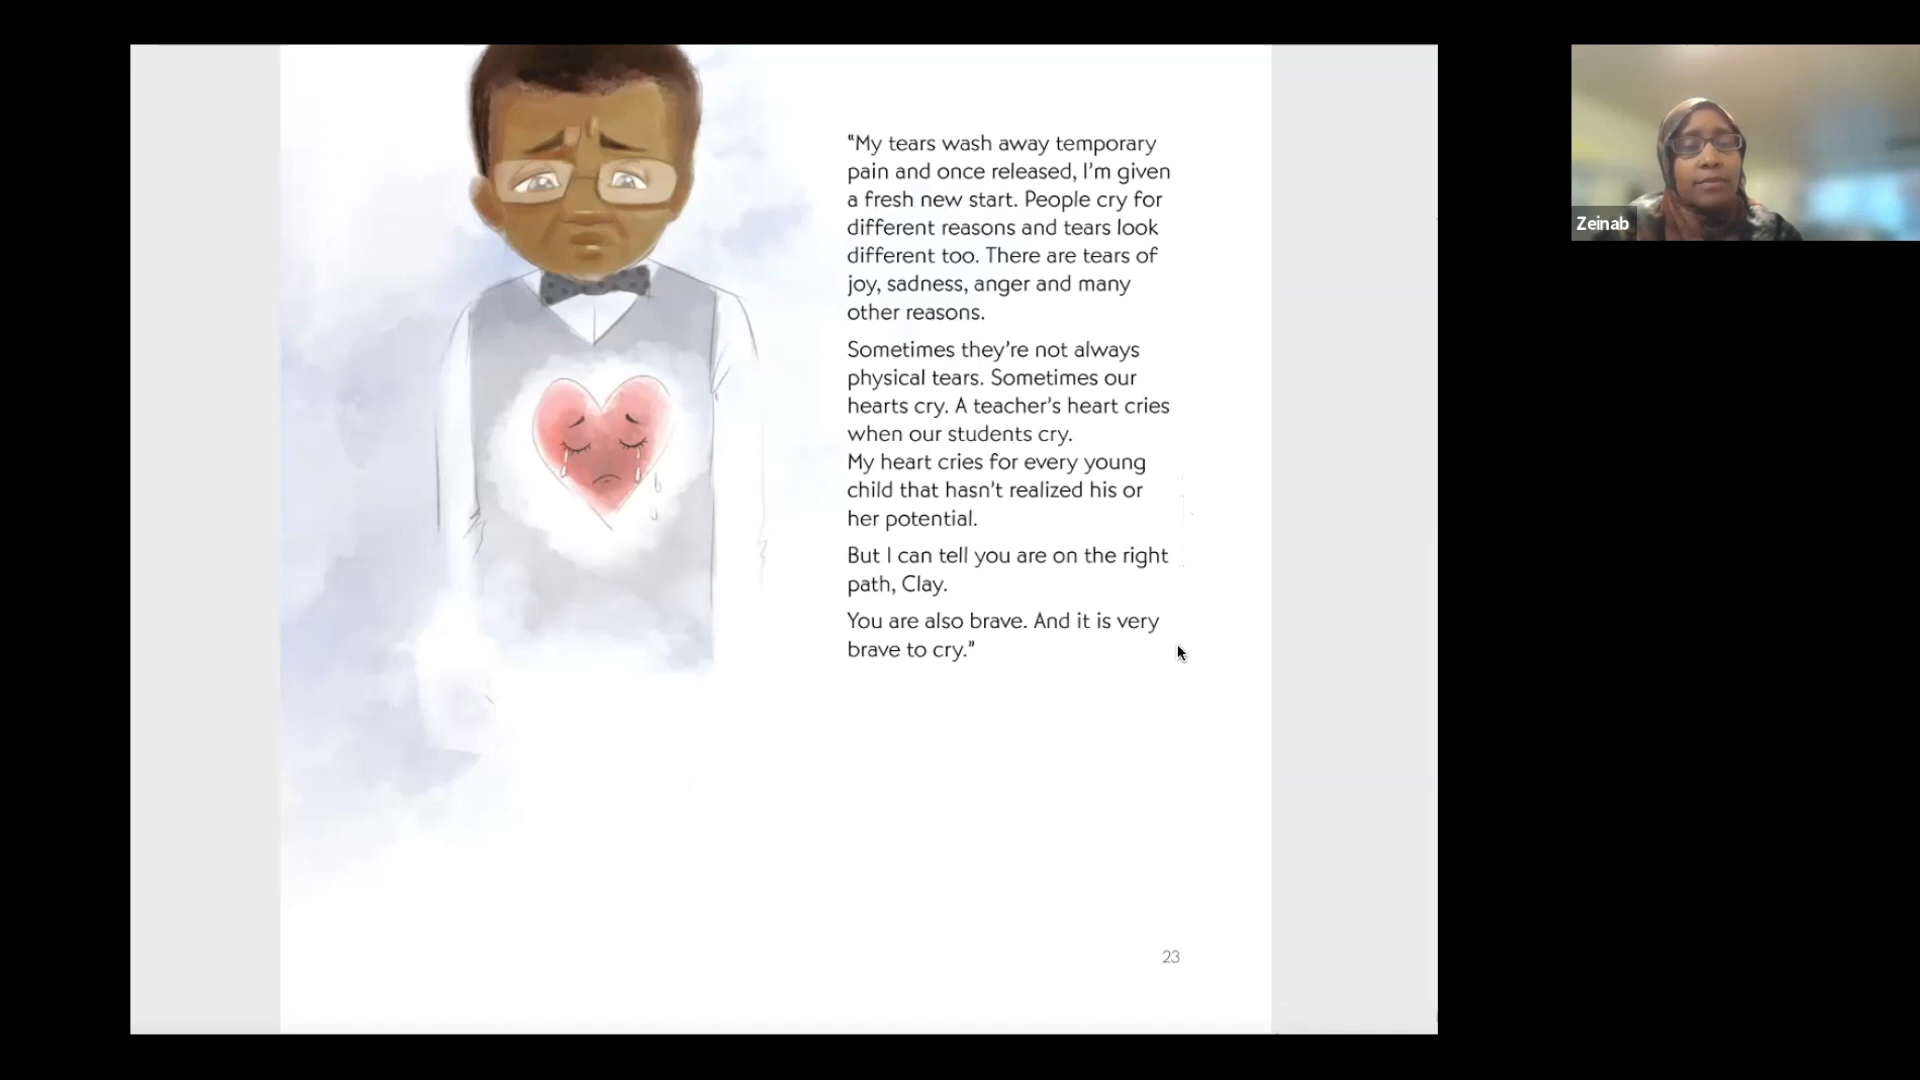 “My tears wash away temporary
pain and once released, I’m given
a fresh new start. People cry for
different reasons and tears look
different too. There are tears of
joy, sadness, anger and many
other reasons.
Sometimes they’re not always
physical tears. Sometimes our
hearts cry. A teacher’s heart cries
when our students cry.
My heart cries for every young
child that hasn’t realized his or
her potential.
But I can tell you are on the right
path, Clay.
You are also brave. And it is very
brave to cry.”
23
Zeinab